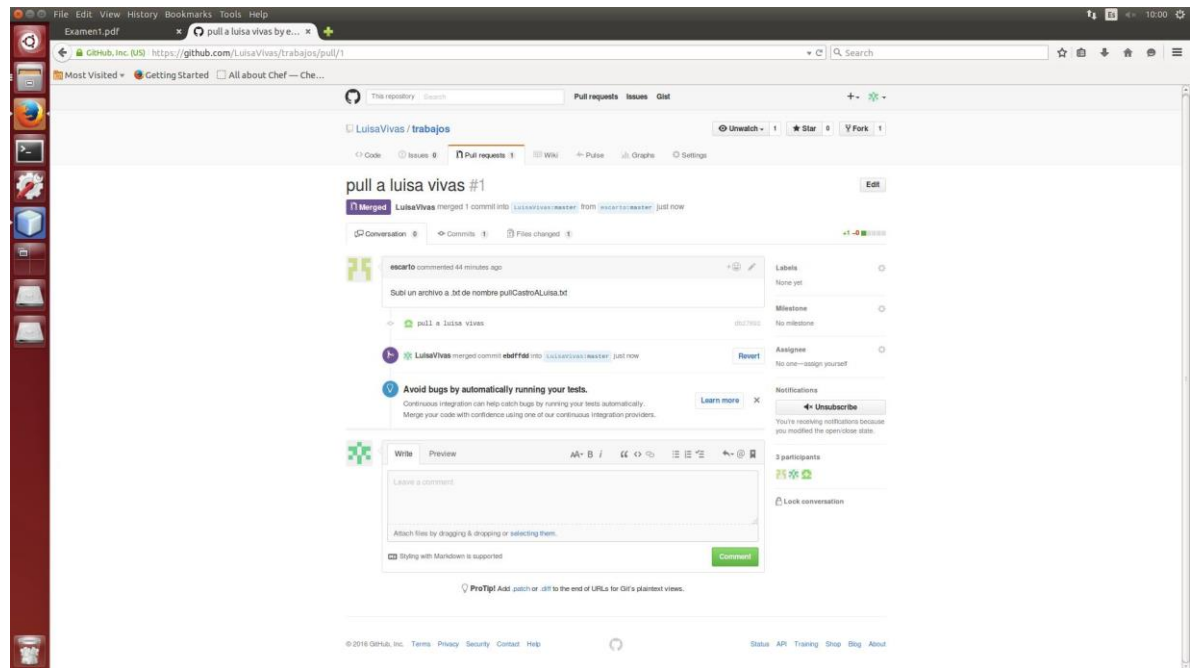 File Edit View History Bookmarks Tools Help
Es 10:00
Examen1.pdf × pull a luisa vivas by e... ×
GitHub, Inc. (US) https://github.com/LuisaVivas/trabajos/pull/1 Search
Most Visited Getting Started All about Chef — Che...
This repository Search Pull requests Issues Gist
LuisaVivas / trabajos Unwatch 1 Star 0 Fork 1
Code Issues 0 Pull requests 1 Wiki Pulse Graphs Settings
pull a luisa vivas #1 Edit
Merged LuisaVivas merged 1 commit into LuisaVivas:master from escarto:master just now
Conversation 0 Commits 1 Files changed 1 +1 −0
escarto commented 44 minutes ago
Subi un archivo a .txt de nombre pullCastroALuisa.txt
pull a luisa vivas
LuisaVivas merged commit ebdffdd into LuisaVivas:master just now Revert
Avoid bugs by automatically running your tests.
Continuous integration can help catch bugs by running your tests automatically.
Merge your code with confidence using one of our continuous integration providers.
Learn more ×
Write Preview AA B i
Leave a comment
Attach files by dragging & dropping or selecting them.
Styling with Markdown is supported Comment
ProTip! Add .patch or .diff to the end of URLs for Git's plaintext views.
Labels
None yet
Milestone
No milestone
Assignee
No one—assign yourself
Notifications
Unsubscribe
You're receiving notifications because
you modified the open/close state.
3 participants
Lock conversation
© 2016 GitHub, Inc. Terms Privacy Security Contact Help Status API Training Shop Blog About